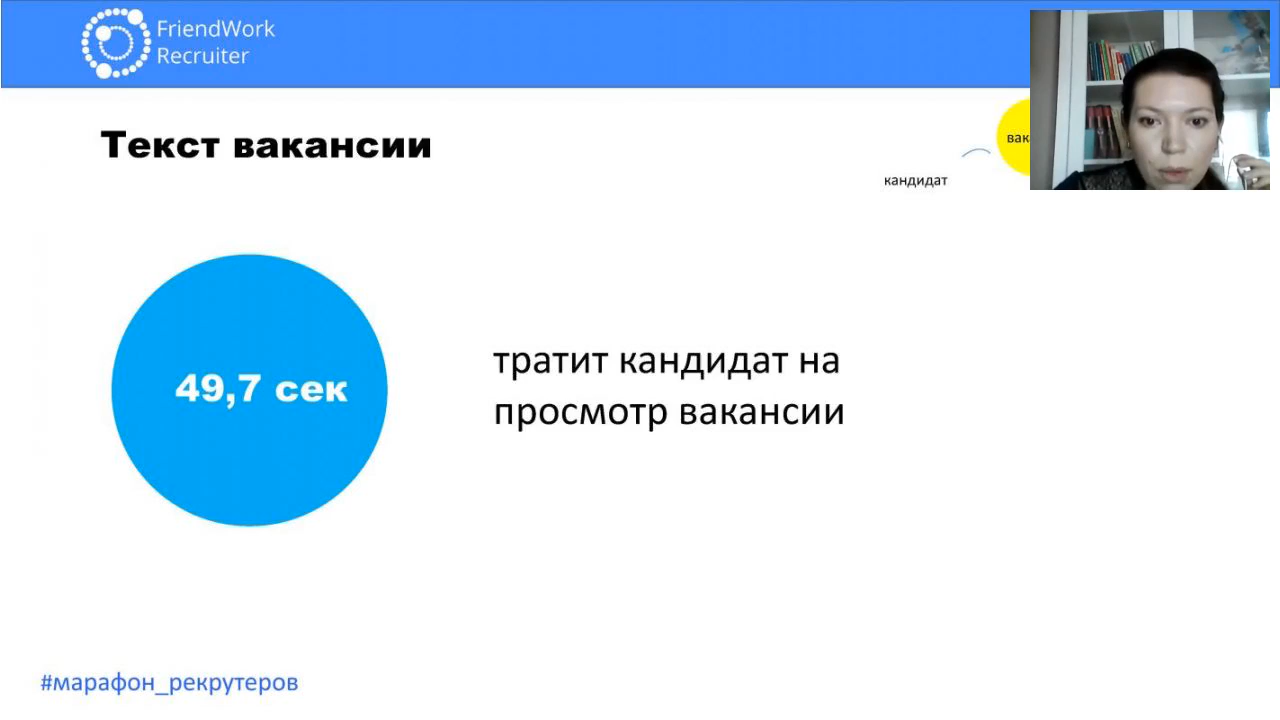 FriendWork
Recruiter
Текст вакансии
кандидат
49,7 сек
тратит кандидат на
просмотр вакансии
#марафон_рекрутеров